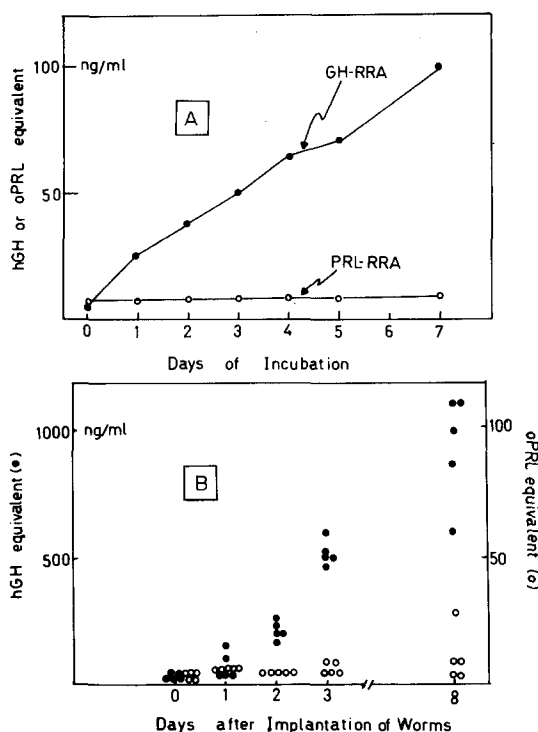 100
ng/ml
GH-RRA
A
50
PRL-RRA
hGH or oPRL equivalent
0 1 2 3 4 5 6 7
Days of Incubation
1000
ng/ml
100
B
500
50
hGH equivalent (●)
oPRL equivalent (o)
0 1 2 3 8
Days after Implantation of Worms